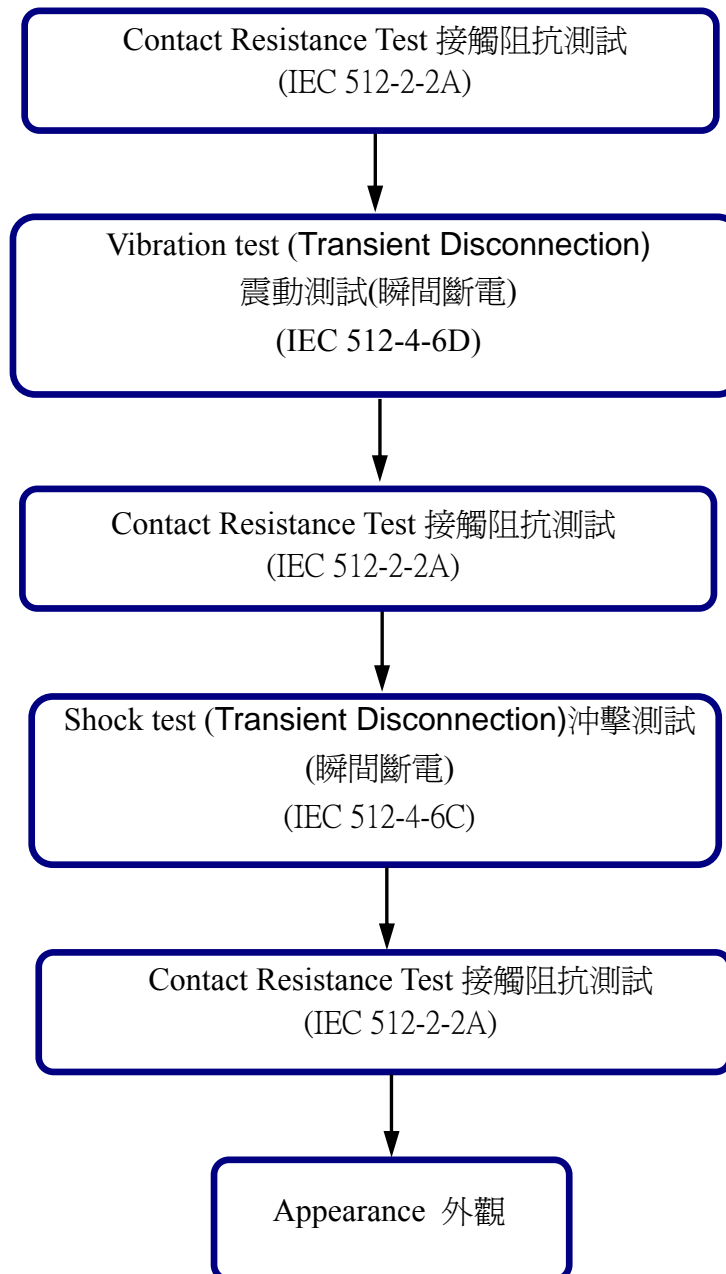 Contact Resistance Test 接觸阻抗測試
(IEC 512-2-2A)
Vibration test (Transient Disconnection)
震動測試(瞬間斷電)
(IEC 512-4-6D)
Contact Resistance Test 接觸阻抗測試
(IEC 512-2-2A)
Shock test (Transient Disconnection)沖擊測試
(瞬間斷電)
(IEC 512-4-6C)
Contact Resistance Test 接觸阻抗測試
(IEC 512-2-2A)
Appearance 外觀